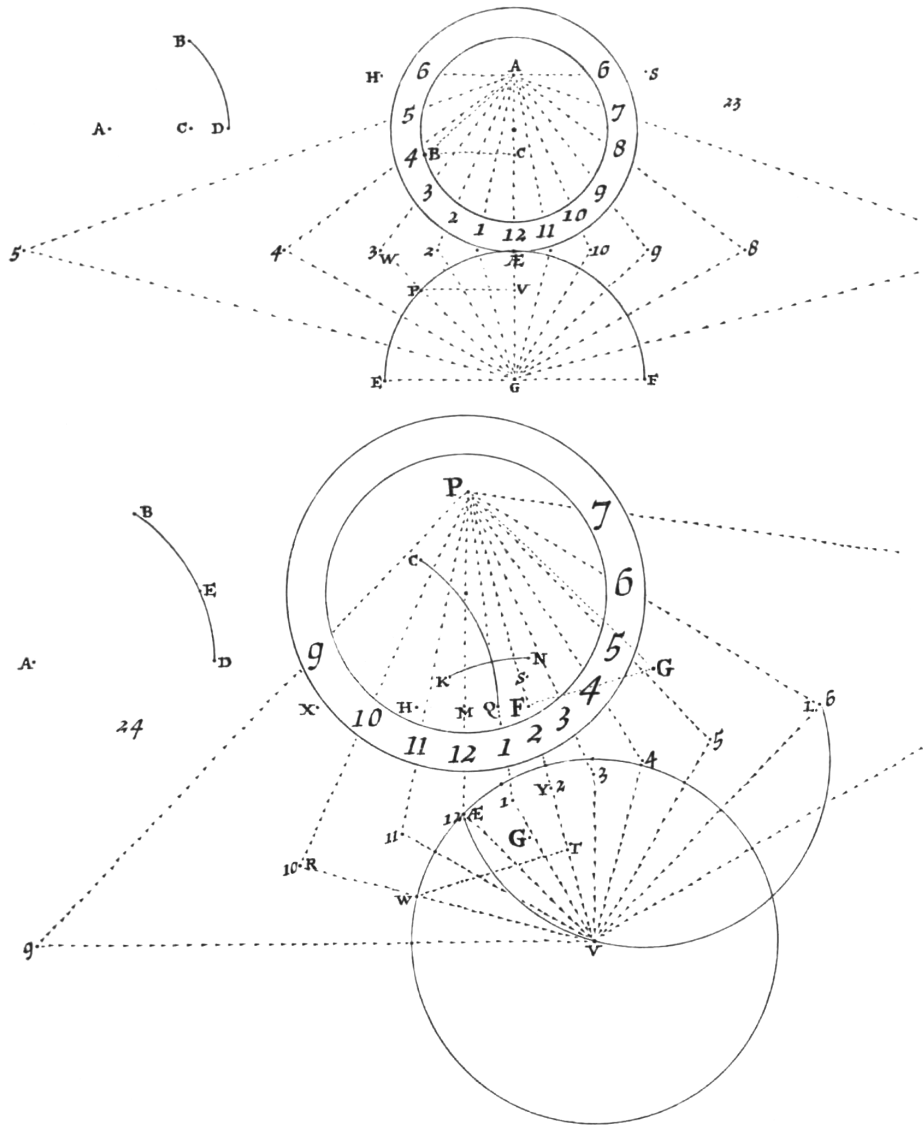 B
H 6 A 6 S
5 7 23
A C D 4 B C 8
3 9
2 10
1 12 11
5 4 3 W 2 Æ 10 9 8
P V
E G F
P 7
B
C
E 6
9 5
A D K N G
S 4
X 10 H M Q F 3 L 6
24 11 12 1 2 5
3 4
1 Y 2
12 Æ
11 G T
10 R
W
9 V